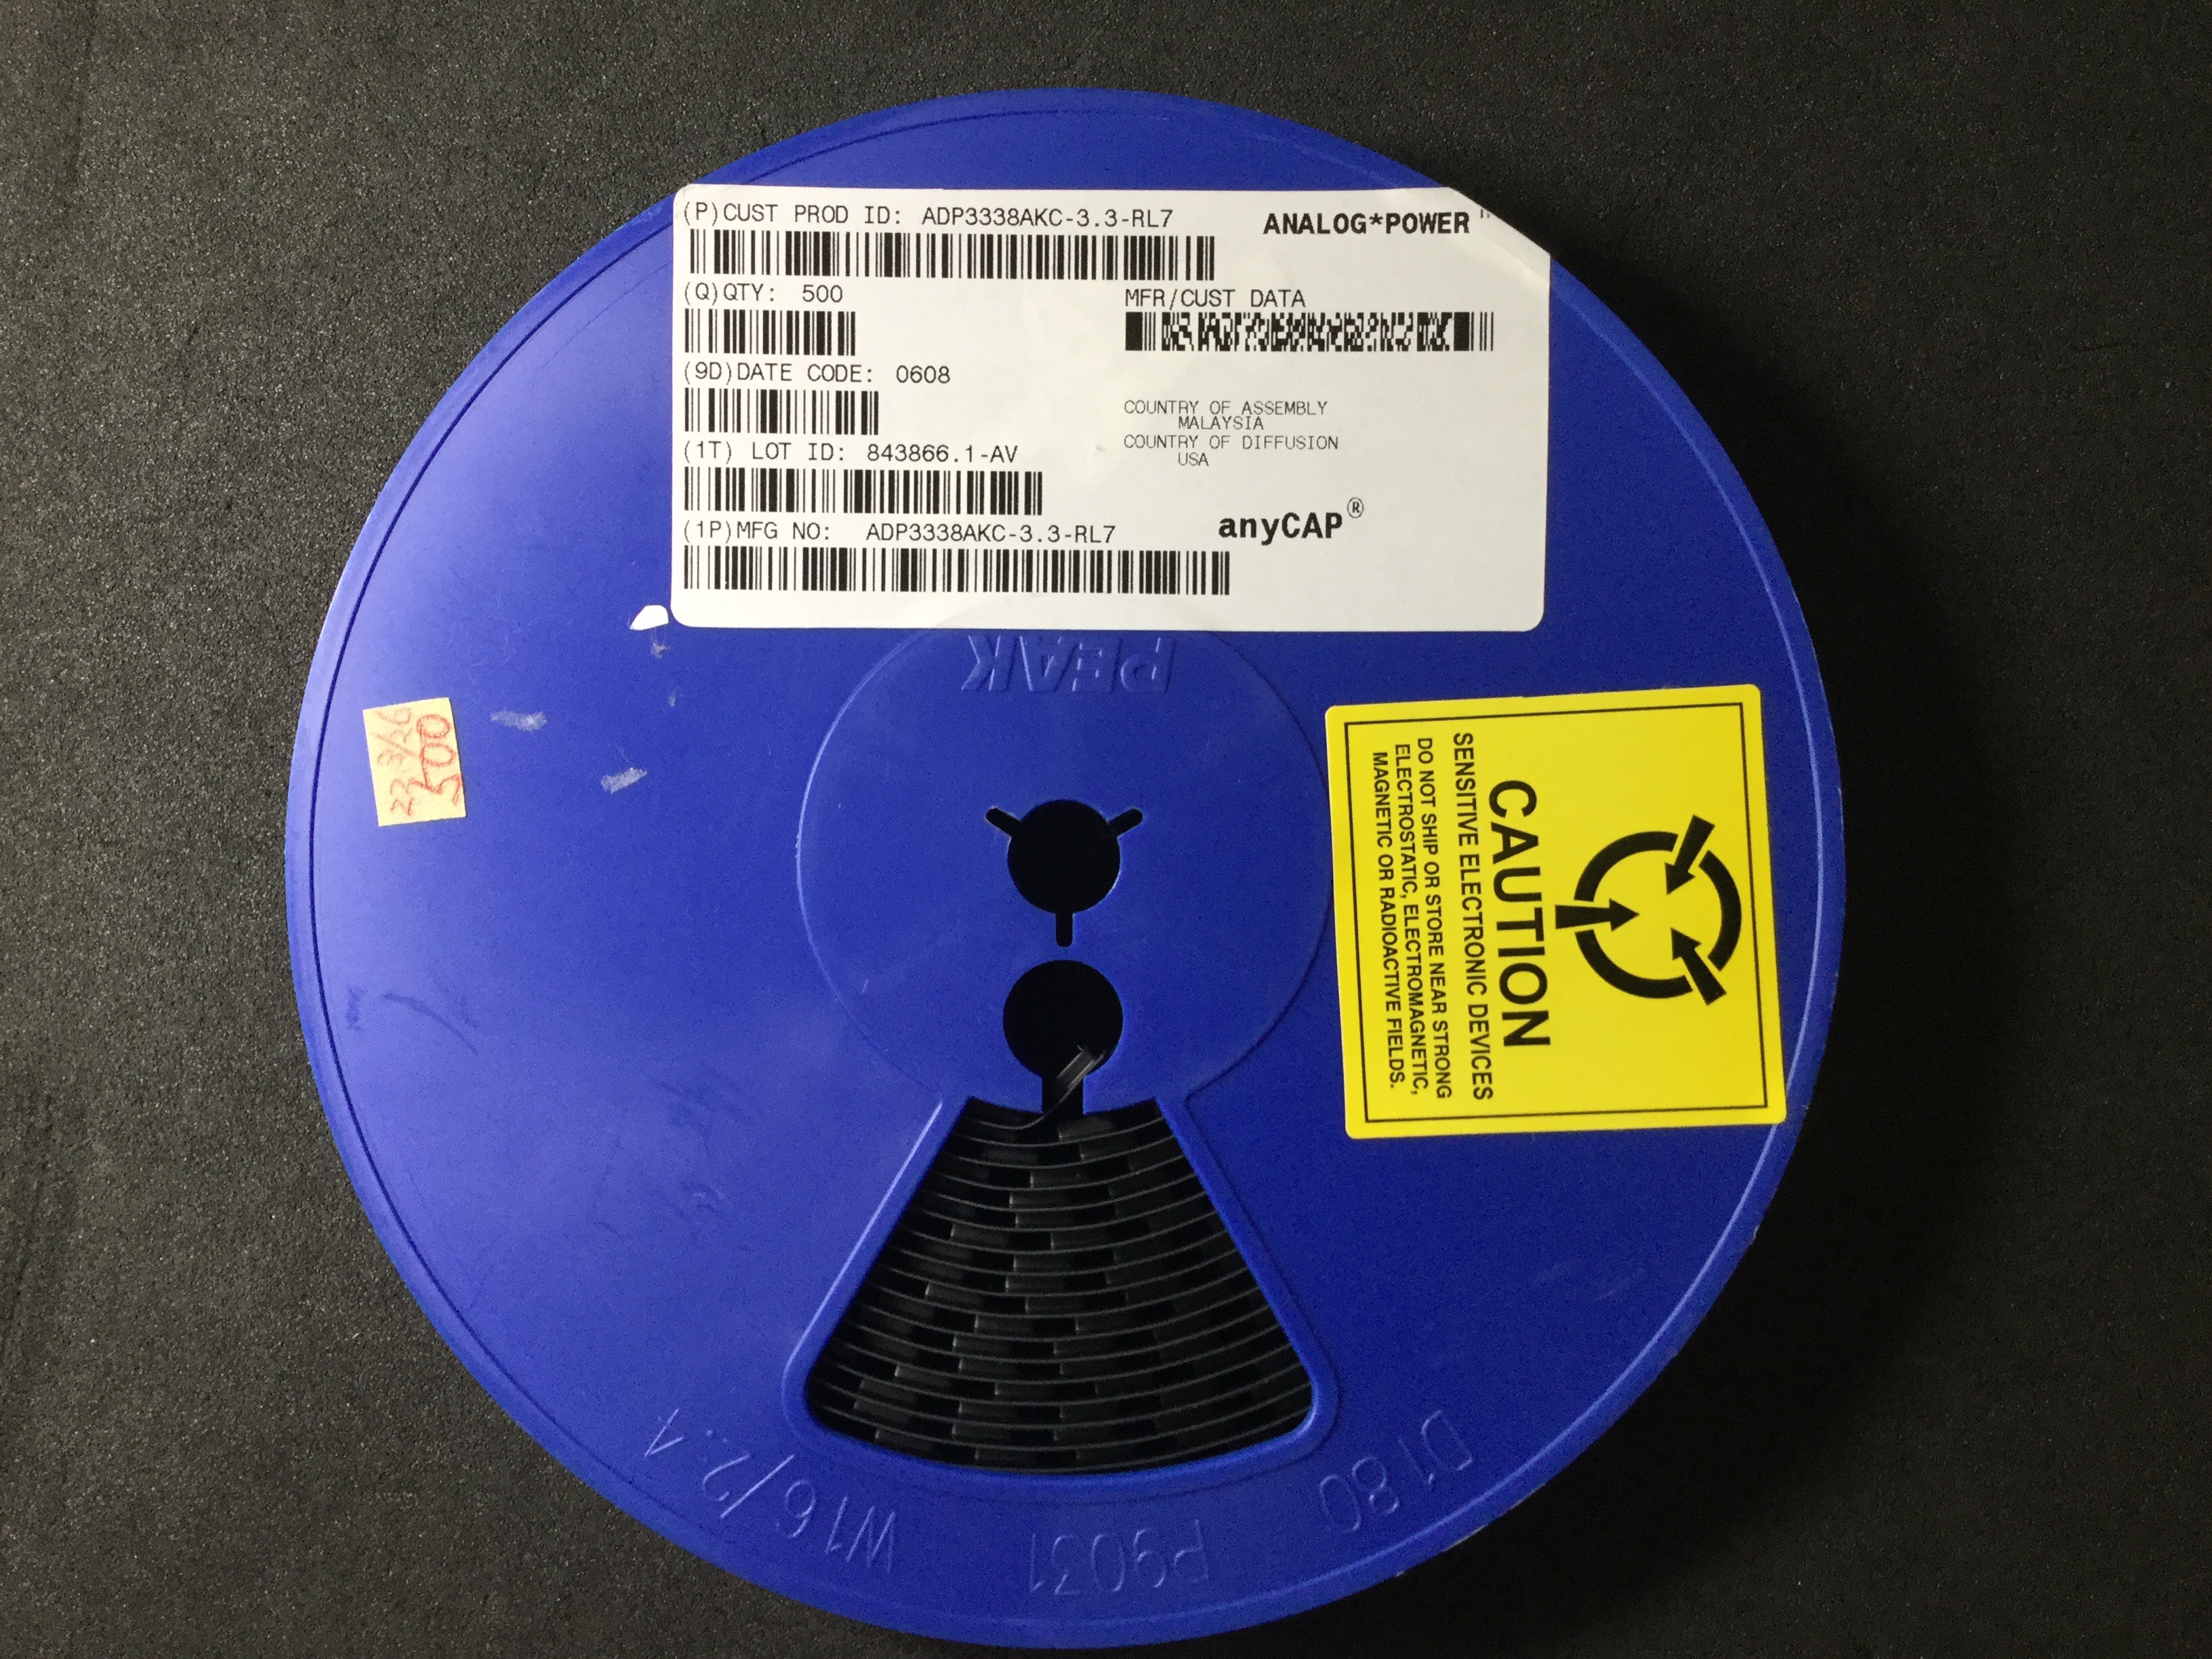 (P)CUST PROD ID: ADP3338AKC-3.3-RL7
ANALOG*POWER
(Q)QTY: 500
MFR/CUST DATA
(9D)DATE CODE: 0608
COUNTRY OF ASSEMBLY
MALAYSIA
COUNTRY OF DIFFUSION
USA
(1T) LOT ID: 843866.1-AV
(1P)MFG NO: ADP3338AKC-3.3-RL7
anyCAP®
PEAK
500
CAUTION
SENSITIVE ELECTRONIC DEVICES
DO NOT SHIP OR STORE NEAR STRONG
ELECTROSTATIC, ELECTROMAGNETIC,
MAGNETIC OR RADIOACTIVE FIELDS.
D180
P9031
W16/2.4